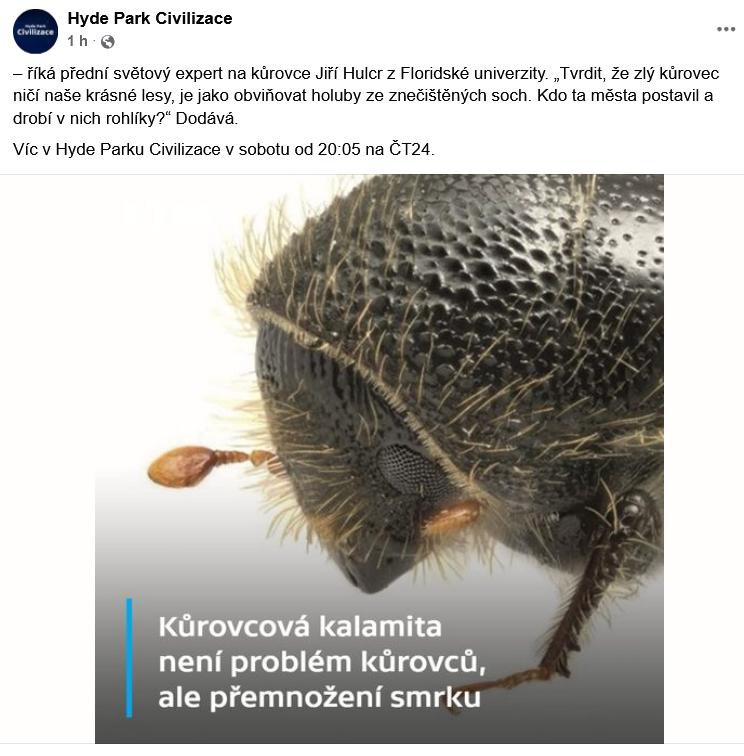 Hyde Park
Civilizace
Hyde Park Civilizace
1 h ·
– říká přední světový expert na kůrovce Jiří Hulcr z Floridské univerzity. „Tvrdit, že zlý kůrovec
ničí naše krásné lesy, je jako obviňovat holuby ze znečištěných soch. Kdo ta města postavil a
drobí v nich rohlíky?“ Dodává.
Víc v Hyde Parku Civilizace v sobotu od 20:05 na ČT24.
Kůrovcová kalamita
není problém kůrovců,
ale přemnožení smrku